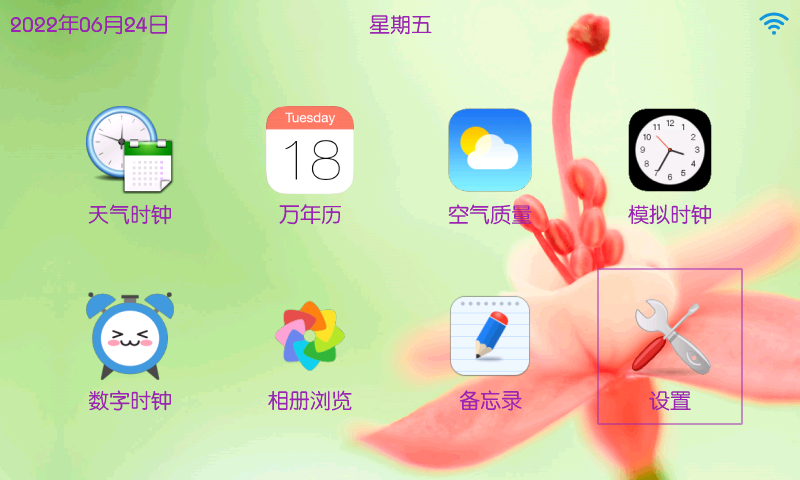 2022年06月24日
星期五
天气时钟
Tuesday
18
万年历
空气质量
12
11 1
10 2
9 3
8 4
7 5
6
模拟时钟
数字时钟
相册浏览
备忘录
设置